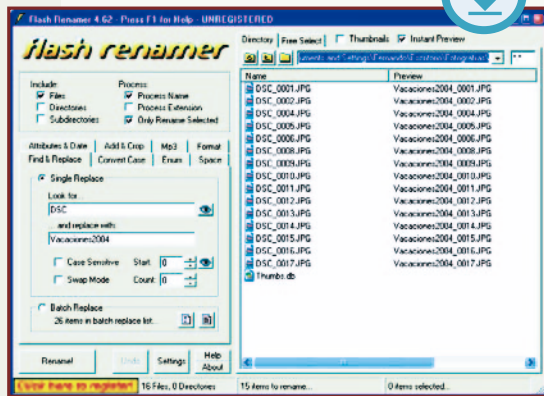 Flash Renamer 4.62 - Press F1 for Help - UNREGISTERED
flash renamer
Directory Free Select Thumbnails Instant Preview
Include: Process:
Files Process Name
Directories Process Extension
Subdirectories Only Rename Selected
Attributes & Date Add & Crop Mp3 Format
Find & Replace Convert Case Enum Space
Single Replace
Look for...
DSC
... and replace with:
Vacaciones2004
Case Sensitive Start: 0
Swap Mode Count: 0
Batch Replace
26 items in batch replace list...
Rename! Undo Settings Help About
Click here to register! 16 Files, 0 Directories 15 items to rename... 0 items selected...
Name Preview
DSC_0001.JPG Vacaciones2004_0001.JPG
DSC_0002.JPG Vacaciones2004_0002.JPG
DSC_0004.JPG Vacaciones2004_0004.JPG
DSC_0005.JPG Vacaciones2004_0005.JPG
DSC_0006.JPG Vacaciones2004_0006.JPG
DSC_0008.JPG Vacaciones2004_0008.JPG
DSC_0009.JPG Vacaciones2004_0009.JPG
DSC_0010.JPG Vacaciones2004_0010.JPG
DSC_0011.JPG Vacaciones2004_0011.JPG
DSC_0012.JPG Vacaciones2004_0012.JPG
DSC_0013.JPG Vacaciones2004_0013.JPG
DSC_0014.JPG Vacaciones2004_0014.JPG
DSC_0015.JPG Vacaciones2004_0015.JPG
DSC_0016.JPG Vacaciones2004_0016.JPG
DSC_0017.JPG Vacaciones2004_0017.JPG
Thumbs.db